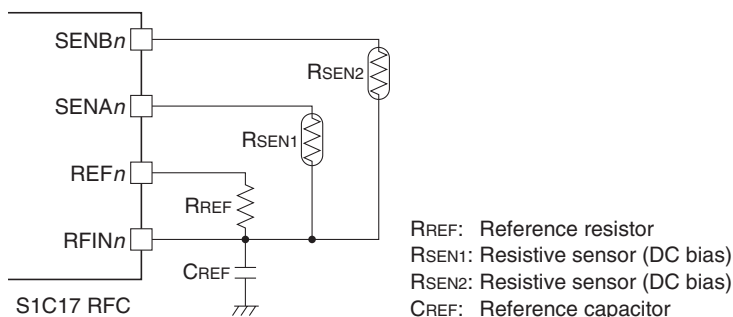 SENBn
RSEN2
SENAn
RSEN1
REFn
RREF
RFINn
CREF
S1C17 RFC
RREF: Reference resistor
RSEN1: Resistive sensor (DC bias)
RSEN2: Resistive sensor (DC bias)
CREF: Reference capacitor